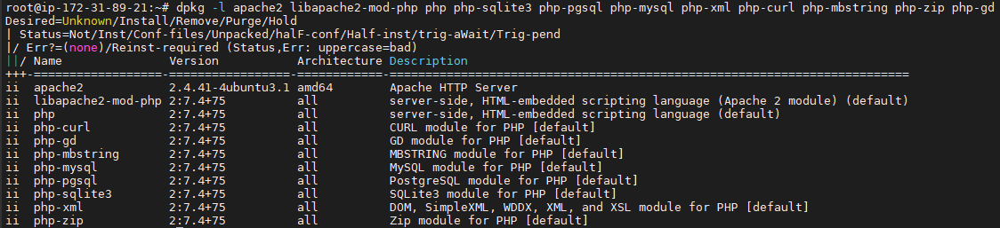 root@ip-172-31-89-21:~# dpkg -l apache2 libapache2-mod-php php php-sqlite3 php-pgsql php-mysql php-xml php-curl php-mbstring php-zip php-gd
Desired=Unknown/Install/Remove/Purge/Hold
| Status=Not/Inst/Conf-files/Unpacked/halF-conf/Half-inst/trig-aWait/Trig-pend
|/ Err?=(none)/Reinst-required (Status,Err: uppercase=bad)
||/ Name               Version           Architecture Description
+++-==================-=================-============-=========================================================================
ii  apache2            2.4.41-4ubuntu3.1 amd64        Apache HTTP Server
ii  libapache2-mod-php 2:7.4+75          all          server-side, HTML-embedded scripting language (Apache 2 module) (default)
ii  php                2:7.4+75          all          server-side, HTML-embedded scripting language (default)
ii  php-curl           2:7.4+75          all          CURL module for PHP [default]
ii  php-gd             2:7.4+75          all          GD module for PHP [default]
ii  php-mbstring       2:7.4+75          all          MBSTRING module for PHP [default]
ii  php-mysql          2:7.4+75          all          MySQL module for PHP [default]
ii  php-pgsql          2:7.4+75          all          PostgreSQL module for PHP [default]
ii  php-sqlite3        2:7.4+75          all          SQLite3 module for PHP [default]
ii  php-xml            2:7.4+75          all          DOM, SimpleXML, WDDX, XML, and XSL module for PHP [default]
ii  php-zip            2:7.4+75          all          Zip module for PHP [default]